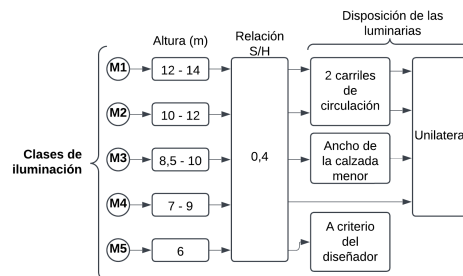 Disposición de las
luminarias
Altura (m)
Relación
S/H
Clases de
iluminación
M1
12 - 14
M2
10 - 12
M3
8,5 - 10
M4
7 - 9
M5
6
0,4
2 carriles
de
circulación
Ancho de
la calzada
menor
A criterio
del
diseñador
Unilatera